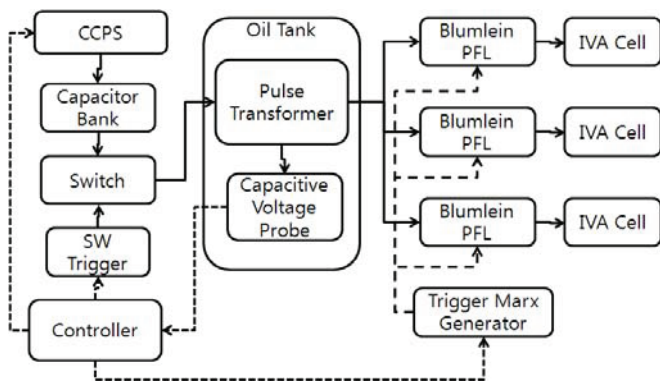 CCPS
Capacitor
Bank
Switch
SW
Trigger
Controller
Oil Tank
Pulse
Transformer
Capacitive
Voltage
Probe
Blumlein
PFL
IVA Cell
Blumlein
PFL
IVA Cell
Blumlein
PFL
IVA Cell
Trigger Marx
Generator